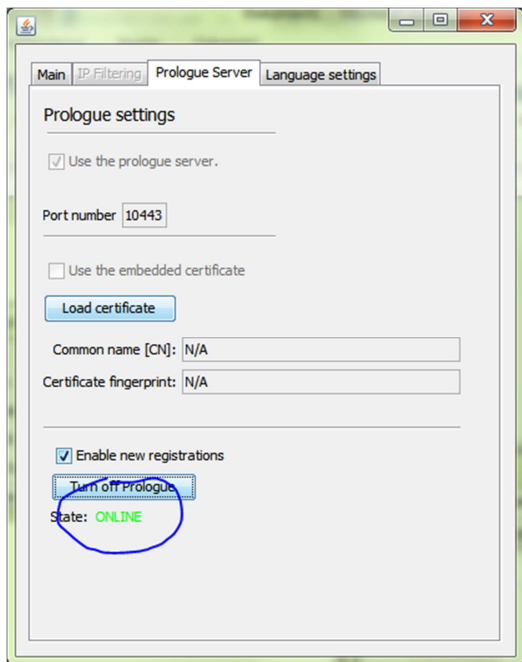 Main IP Filtering Prologue Server Language settings
Prologue settings
Use the prologue server.
Port number 10443
Use the embedded certificate
Load certificate
Common name [CN]: N/A
Certificate fingerprint: N/A
Enable new registrations
Turn off Prologue
State: ONLINE